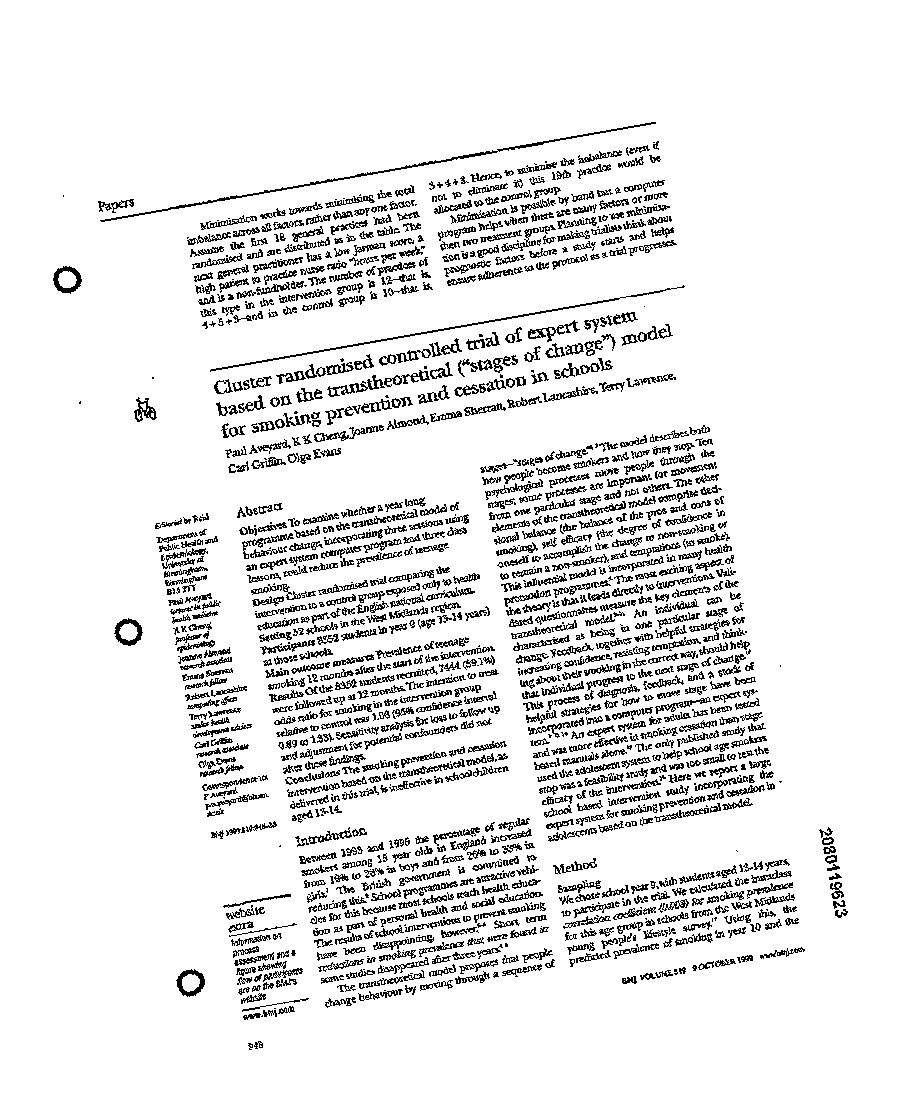 Papers
Minimisation works towards minimising the total
imbalance across all factors rather than any one factor.
Assume the first 18 general practices had been
randomised and are distributed as in the table. The
next general practitioner has a low Jarman score, a
high patient to practice nurse ratio "hours per week,"
and is a non-fundholder. The number of practices of
this type in the intervention group is 12—that is,
4+5+3—and in the control group is 10—that is,
3+4+3. Hence, to minimise the imbalance (even if
not to eliminate it) this 19th practice would be
allocated to the control group.
Minimisation is possible by hand but a computer
program helps when there are many factors or more
then two treatment groups. Planning to use minimisa-
tion is a good discipline for making trialists think about
prognostic factors before a study starts and helps
ensure adherence to the protocol as a trial progresses.
Cluster randomised controlled trial of expert system
based on the transtheoretical ("stages of change") model
for smoking prevention and cessation in schools
Paul Aveyard, K K Cheng, Joanne Almond, Emma Sherratt, Robert Lancashire, Terry Lawrence,
Carl Griffin, Olga Evans
Editorial by Reid
Department of
Public Health and
Epidemiology,
University of
Birmingham,
Birmingham
B15 2TT
Paul Aveyard
lecturer in public
health medicine
K K Cheng
professor of
epidemiology
Joanne Almond
research associate
Emma Sherratt
research fellow
Robert Lancashire
computing officer
Terry Lawrence
senior health
development adviser
Carl Griffin
research associate
Olga Evans
research fellow
Correspondence to:
P Aveyard
BMJ 1999;319:948-53
website
extra
Information on
process
assessment and a
figure showing
flow of participants
are on the BMJ's
website
www.bmj.com
Abstract
Objectives To examine whether a year long
programme based on the transtheoretical model of
behaviour change, incorporating three sessions using
an expert system computer program and three class
lessons, could reduce the prevalence of teenage
smoking.
Design Cluster randomised trial comparing the
intervention to a control group exposed only to health
education as part of the English national curriculum.
Setting 52 schools in the West Midlands region.
Participants 8352 students in year 9 (age 13-14 years)
at those schools.
Main outcome measures Prevalence of teenage
smoking 12 months after the start of the intervention.
Results Of the 8352 students recruited, 7444 (89.1%)
were followed up at 12 months. The intention to treat
odds ratio for smoking in the intervention group
relative to control was 1.08 (95% confidence interval
0.89 to 1.33). Sensitivity analysis for loss to follow up
and adjustment for potential confounders did not
alter these findings.
Conclusions The smoking prevention and cessation
intervention based on the transtheoretical model, as
delivered in this trial, is ineffective in schoolchildren
aged 13-14.
Introduction
Between 1993 and 1996 the percentage of regular
smokers among 15 year olds in England increased
from 19% to 28% in boys and from 26% to 33% in
girls.¹ The British government is committed to
reducing this.² School programmes are attractive vehi-
cles for this because most schools teach health educa-
tion as part of personal health and social education.
The results of school interventions to prevent smoking
have been disappointing, however. Short term
reductions in smoking prevalence that were found in
some studies disappeared after three years.
The transtheoretical model proposes that people
change behaviour by moving through a sequence of
stages—"stages of change." The model describes both
how people become smokers and how they stop. Ten
psychological processes move people through the
stages; some processes are important for movement
from one particular stage and not others. The other
elements of the transtheoretical model comprise deci-
sional balance (the balance of the pros and cons of
smoking), self efficacy (the degree of confidence in
oneself to accomplish the change to non-smoking or
to remain a non-smoker), and temptations (to smoke).
This influential model is incorporated in many health
promotion programmes. The most exciting aspect of
the theory is that it leads directly to interventions. Vali-
dated questionnaires measure the key elements of the
transtheoretical model. An individual can be
characterised as being in one particular stage of
change. Feedback, together with helpful strategies for
increasing confidence, resisting temptation, and think-
ing about their smoking in the correct way, should help
that individual progress to the next stage of change.
This process of diagnosis, feedback, and a stock of
helpful strategies for how to move stage have been
incorporated into a computer program—an expert sys-
tem. An expert system for adults has been tested
and was more effective in smoking cessation than stage
based manuals alone. The only published study that
used the adolescent system to help school age smokers
stop was a feasibility study and was too small to test the
efficacy of the intervention. Here we report a large
school based intervention study incorporating the
expert system for smoking prevention and cessation in
adolescents based on the transtheoretical model.
Method
Sampling
We chose school year 9, with students aged 13-14 years,
to participate in the trial. We calculated the intraclass
correlation coefficient for smoking prevalence
for this age group in schools from the West Midlands
young people's lifestyle survey. Using this, the
predicted prevalence of smoking in year 10 and the
948
BMJ VOLUME 319 9 OCTOBER 1999 www.bmj.com
2080119623